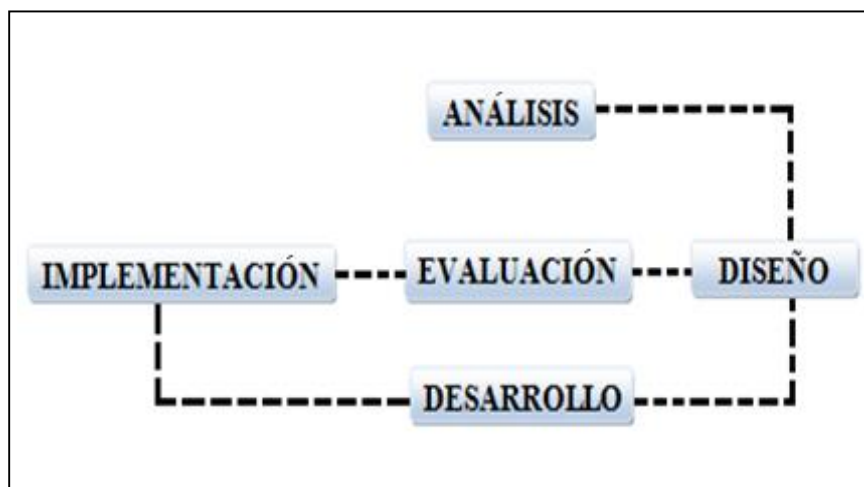 ANÁLISIS
IMPLEMENTACIÓN
EVALUACIÓN
DISEÑO
DESARROLLO